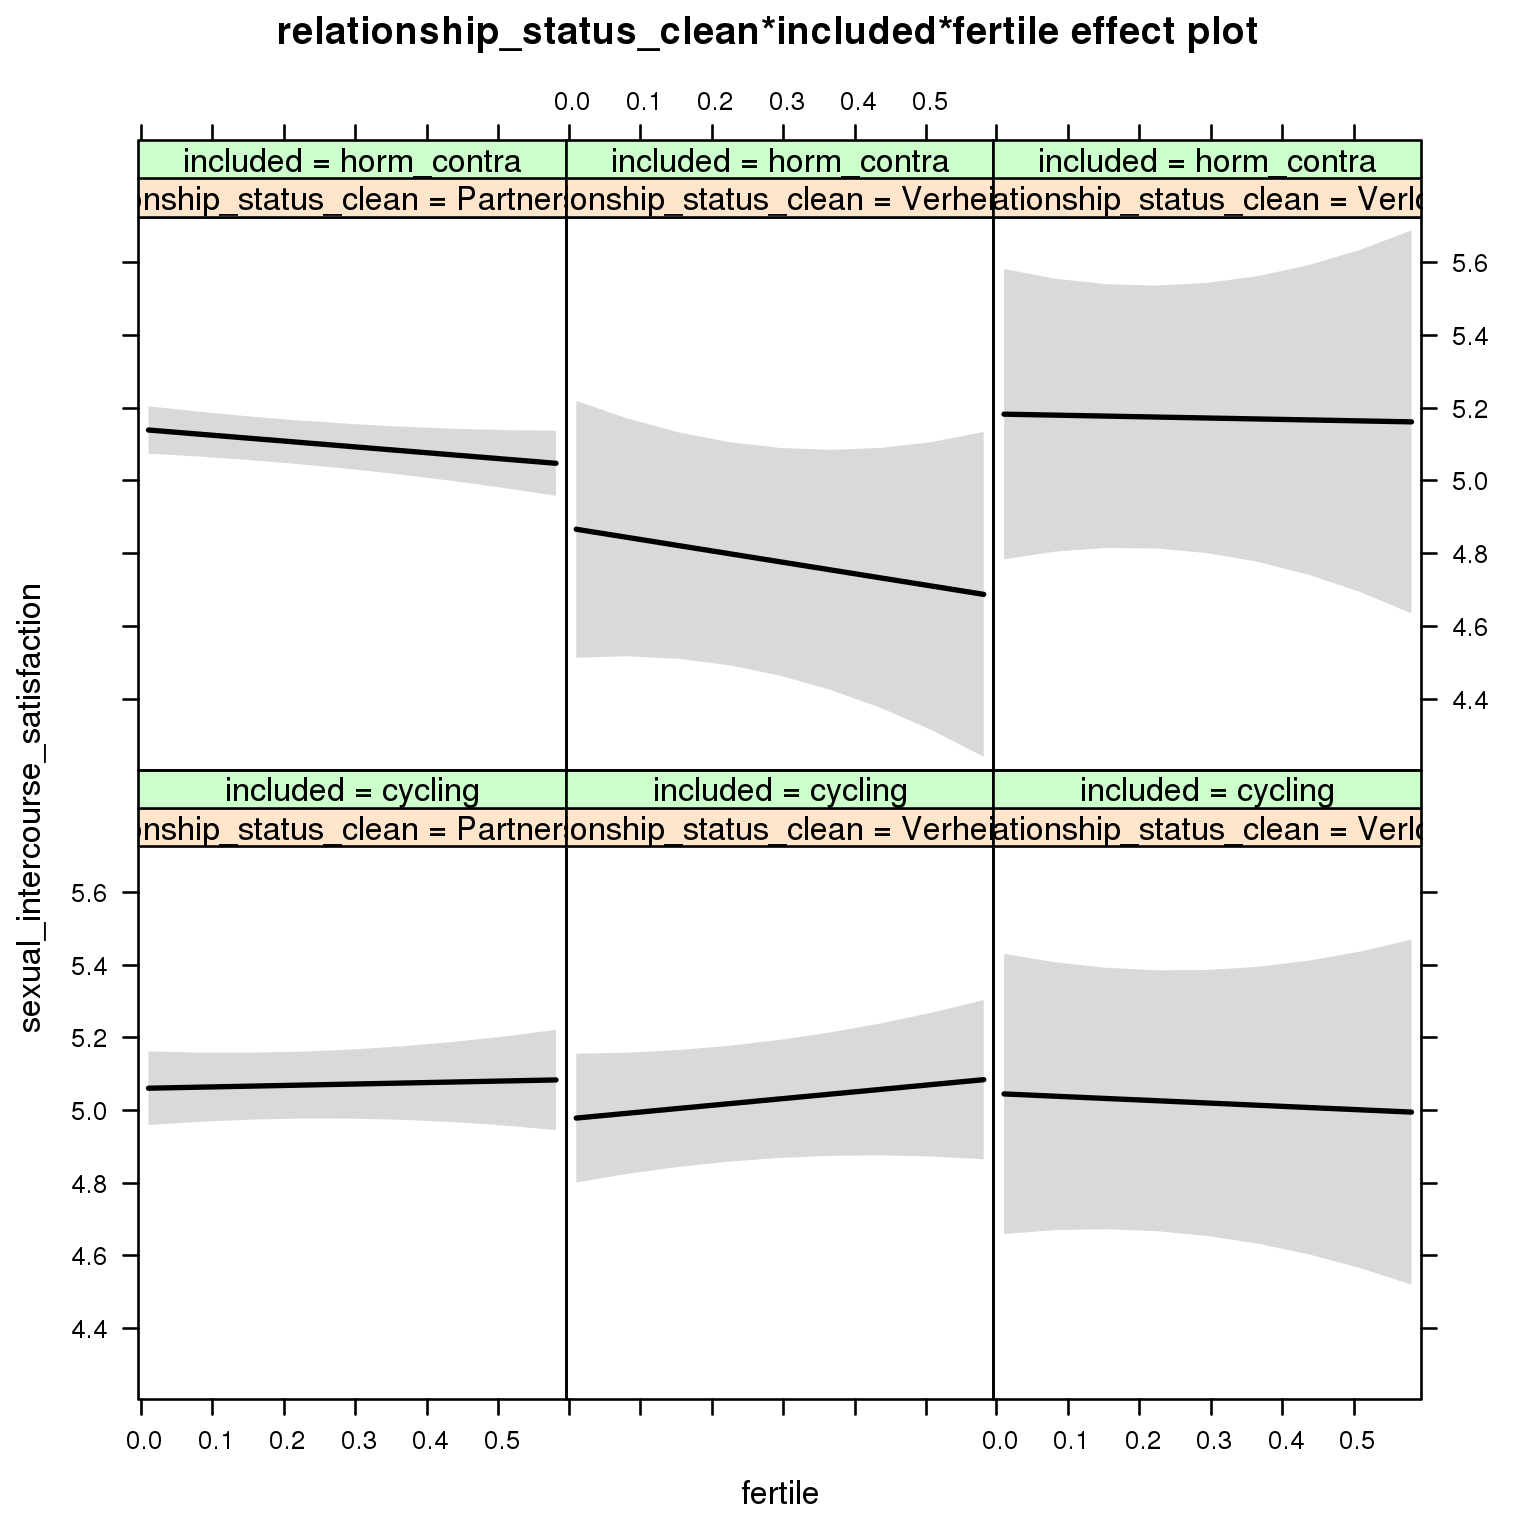 relationship_status_clean*included*fertile effect plot
0.0 0.1 0.2 0.3 0.4 0.5
included = horm_contra included = horm_contra included = horm_contra
onship_status_clean = Partners onship_status_clean = Verhei ationship_status_clean = Verlo
5.6
5.4
5.2
5.0
4.8
4.6
4.4
sexual_intercourse_satisfaction
included = cycling included = cycling included = cycling
onship_status_clean = Partners onship_status_clean = Verhei ationship_status_clean = Verlo
5.6
5.4
5.2
5.0
4.8
4.6
4.4
0.0 0.1 0.2 0.3 0.4 0.5 0.0 0.1 0.2 0.3 0.4 0.5
fertile